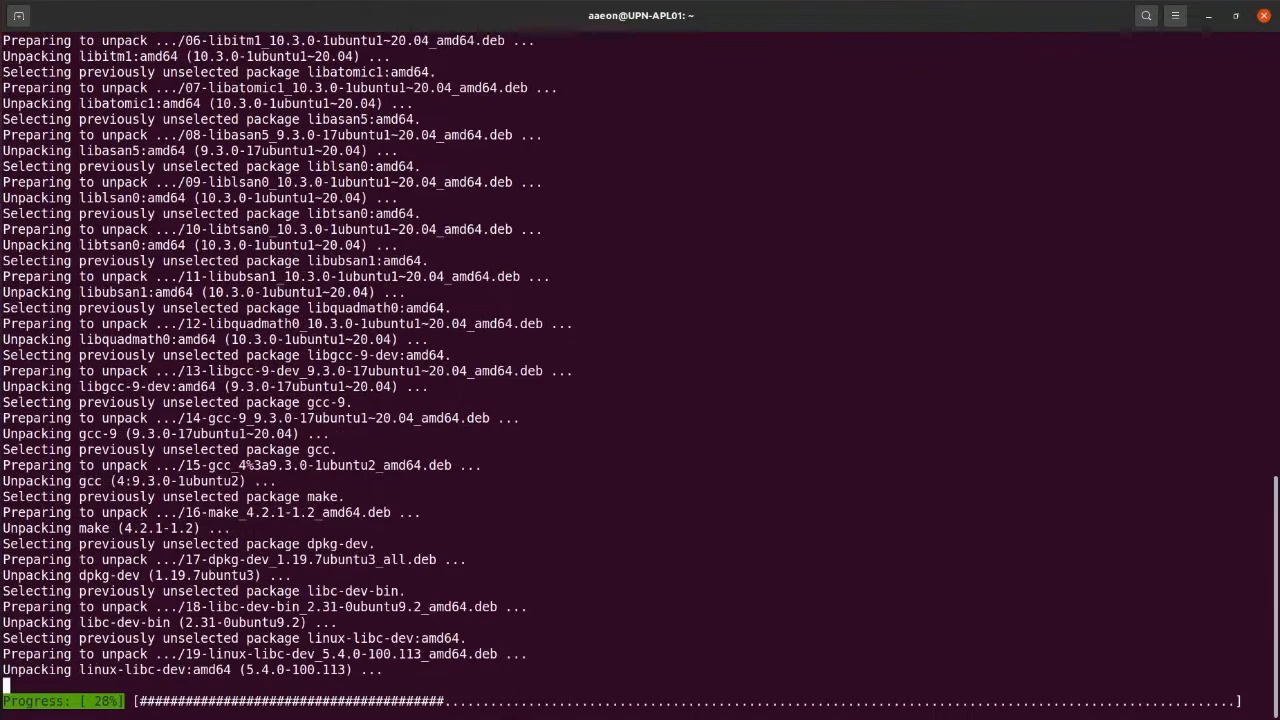 aaeon@UPN-APL01: ~
Preparing to unpack .../06-libitm1_10.3.0-1ubuntu1~20.04_amd64.deb ...
Unpacking libitm1:amd64 (10.3.0-1ubuntu1~20.04) ...
Selecting previously unselected package libatomic1:amd64.
Preparing to unpack .../07-libatomic1_10.3.0-1ubuntu1~20.04_amd64.deb ...
Unpacking libatomic1:amd64 (10.3.0-1ubuntu1~20.04) ...
Selecting previously unselected package libasan5:amd64.
Preparing to unpack .../08-libasan5_9.3.0-17ubuntu1~20.04_amd64.deb ...
Unpacking libasan5:amd64 (9.3.0-17ubuntu1~20.04) ...
Selecting previously unselected package liblsan0:amd64.
Preparing to unpack .../09-liblsan0_10.3.0-1ubuntu1~20.04_amd64.deb ...
Unpacking liblsan0:amd64 (10.3.0-1ubuntu1~20.04) ...
Selecting previously unselected package libtsan0:amd64.
Preparing to unpack .../10-libtsan0_10.3.0-1ubuntu1~20.04_amd64.deb ...
Unpacking libtsan0:amd64 (10.3.0-1ubuntu1~20.04) ...
Selecting previously unselected package libubsan1:amd64.
Preparing to unpack .../11-libubsan1_10.3.0-1ubuntu1~20.04_amd64.deb ...
Unpacking libubsan1:amd64 (10.3.0-1ubuntu1~20.04) ...
Selecting previously unselected package libquadmath0:amd64.
Preparing to unpack .../12-libquadmath0_10.3.0-1ubuntu1~20.04_amd64.deb ...
Unpacking libquadmath0:amd64 (10.3.0-1ubuntu1~20.04) ...
Selecting previously unselected package libgcc-9-dev:amd64.
Preparing to unpack .../13-libgcc-9-dev_9.3.0-17ubuntu1~20.04_amd64.deb ...
Unpacking libgcc-9-dev:amd64 (9.3.0-17ubuntu1~20.04) ...
Selecting previously unselected package gcc-9.
Preparing to unpack .../14-gcc-9_9.3.0-17ubuntu1~20.04_amd64.deb ...
Unpacking gcc-9 (9.3.0-17ubuntu1~20.04) ...
Selecting previously unselected package gcc.
Preparing to unpack .../15-gcc_4%3a9.3.0-1ubuntu2_amd64.deb ...
Unpacking gcc (4:9.3.0-1ubuntu2) ...
Selecting previously unselected package make.
Preparing to unpack .../16-make_4.2.1-1.2_amd64.deb ...
Unpacking make (4.2.1-1.2) ...
Selecting previously unselected package dpkg-dev.
Preparing to unpack .../17-dpkg-dev_1.19.7ubuntu3_all.deb ...
Unpacking dpkg-dev (1.19.7ubuntu3) ...
Selecting previously unselected package libc-dev-bin.
Preparing to unpack .../18-libc-dev-bin_2.31-0ubuntu9.2_amd64.deb ...
Unpacking libc-dev-bin (2.31-0ubuntu9.2) ...
Selecting previously unselected package linux-libc-dev:amd64.
Preparing to unpack .../19-linux-libc-dev_5.4.0-100.113_amd64.deb ...
Unpacking linux-libc-dev:amd64 (5.4.0-100.113) ...
Progress: [ 28%] [########################################........................................................................................................]